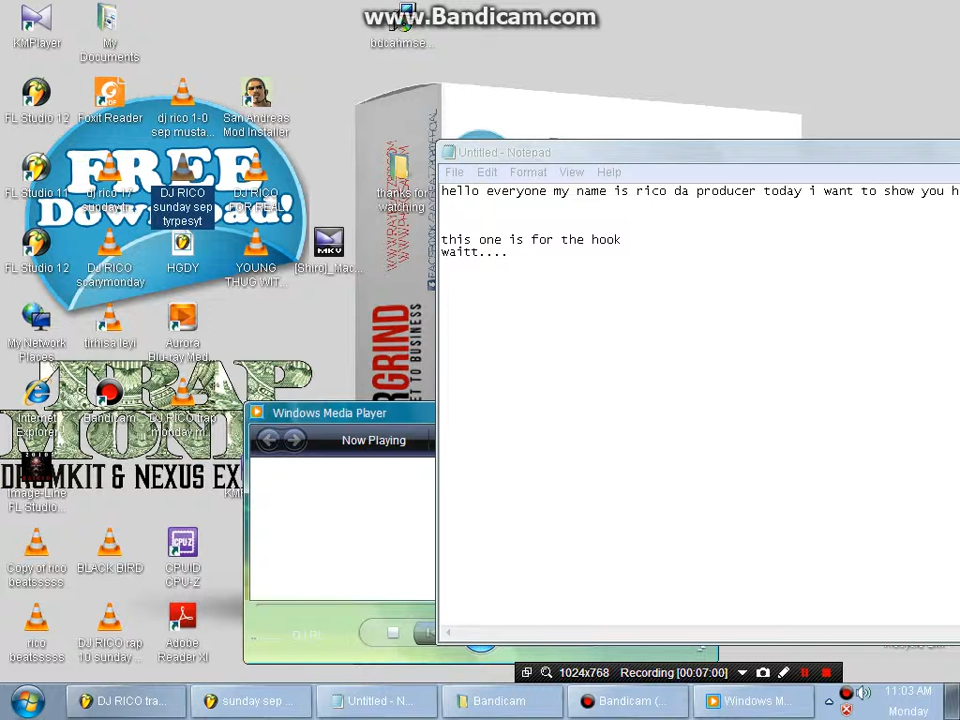 www.Bandicam.com
KMPlayer
My Documents
bdcahmse...
FL Studio 12
Foxit Reader
dj rico 1-0 sep musta...
San Andreas Mod Installer
FREE
Download!
FL Studio 11
DJ RICO sunday sep tyrpesyt
DJ RICO FOR REAL
thanks for watching
FL Studio 12
DJ RICO scarymonday
HGDY
YOUNG THUG WIT...
[Shiro]_Mac...
My Network Places
tirhisa leyi
Aurora Blu-ray Med...
Internet Explorer
Bandicam
DJ RICO trap monday m...
TRAP
DRUMKIT & NEXUS EX
Image-Line FL Studio...
Copy of rico beatsssss
BLACK BIRD
CPUID CPU-Z
rico beatsssss
DJ RICO rap 10 sunday ...
Adobe Reader XI
Untitled - Notepad
File Edit Format View Help
hello everyone my name is rico da producer today i want to show you h
this one is for the hook
waitt....
Windows Media Player
Now Playing
1024x768 Recording [00:07:00]
DJ RICO tra...
sunday sep ...
Untitled - N...
Bandicam
Bandicam (...
Windows M...
11:03 AM
Monday